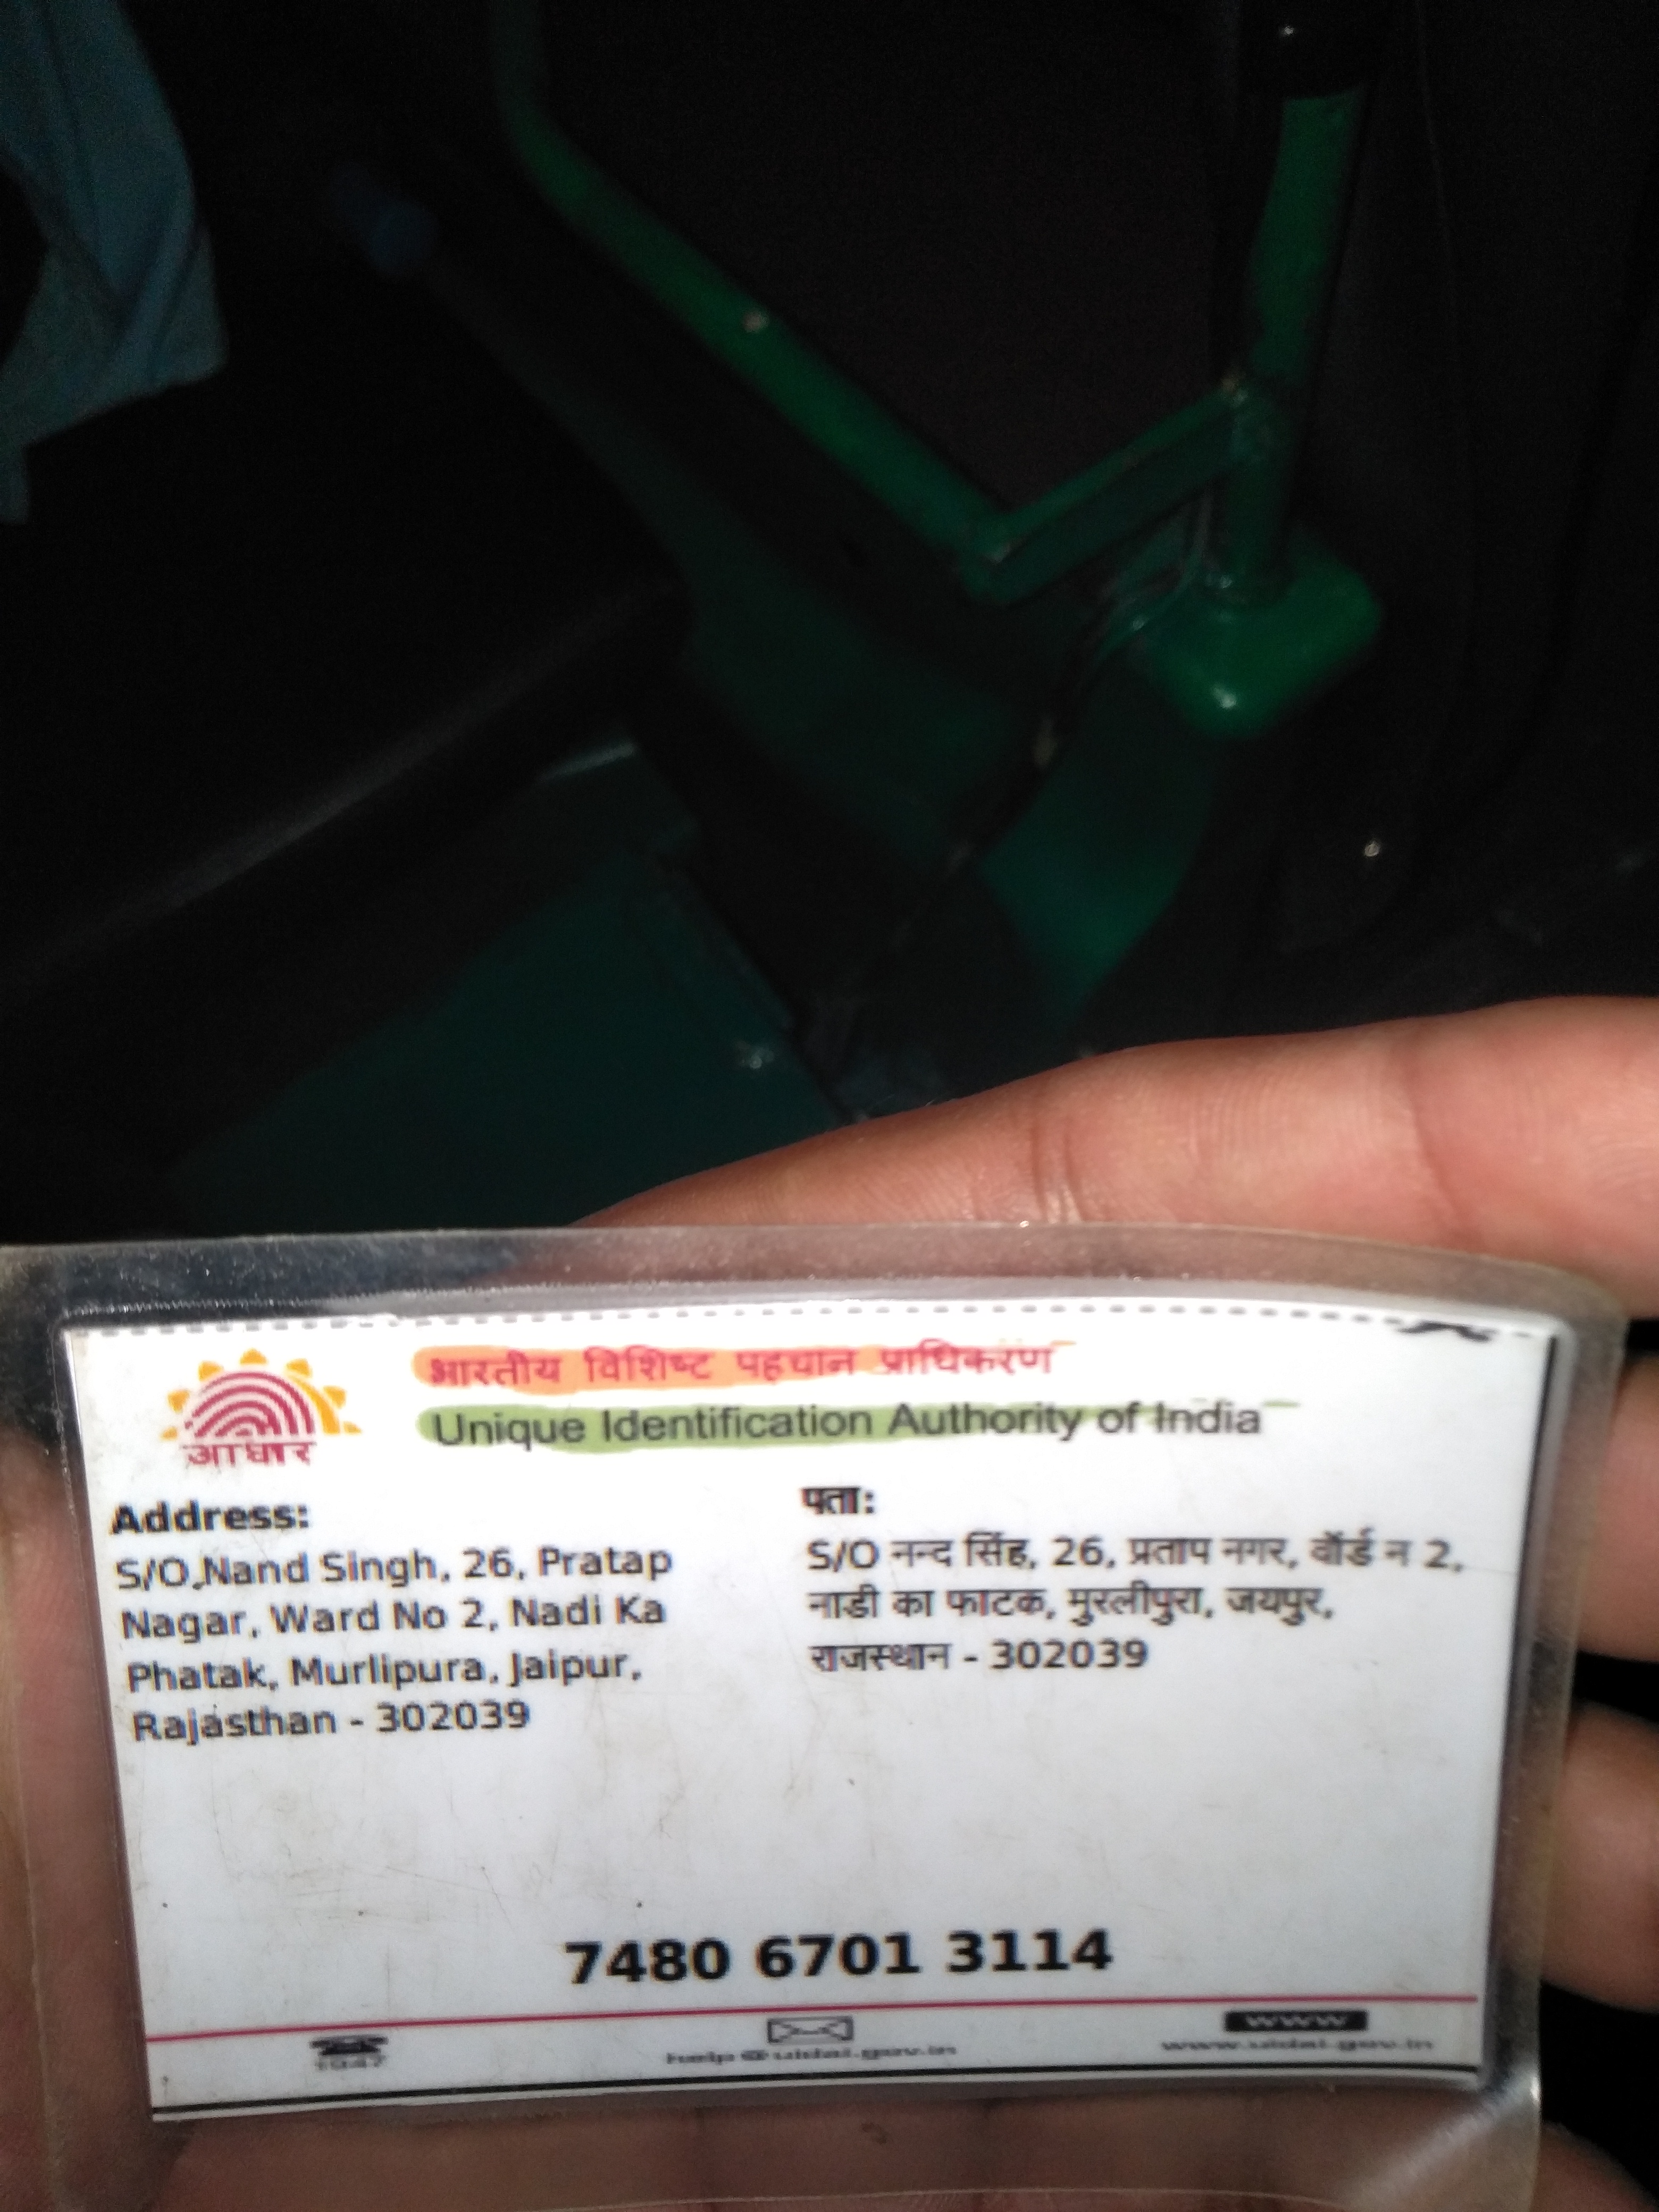 भारतीय विशिष्ट पहचान प्राधिकरण
Unique Identification Authority of India
आधार
Address:
S/O,Nand Singh, 26, Pratap
Nagar, Ward No 2, Nadi Ka
Phatak, Murlipura, Jaipur,
Rajasthan - 302039
पता:
S/O नन्द सिंह, 26, प्रताप नगर, वॉर्ड न 2,
नाडी का फाटक, मुरलीपुरा, जयपुर,
राजस्थान - 302039
7480 6701 3114
1947
help@uidai.gov.in
WWW
www.uidai.gov.in